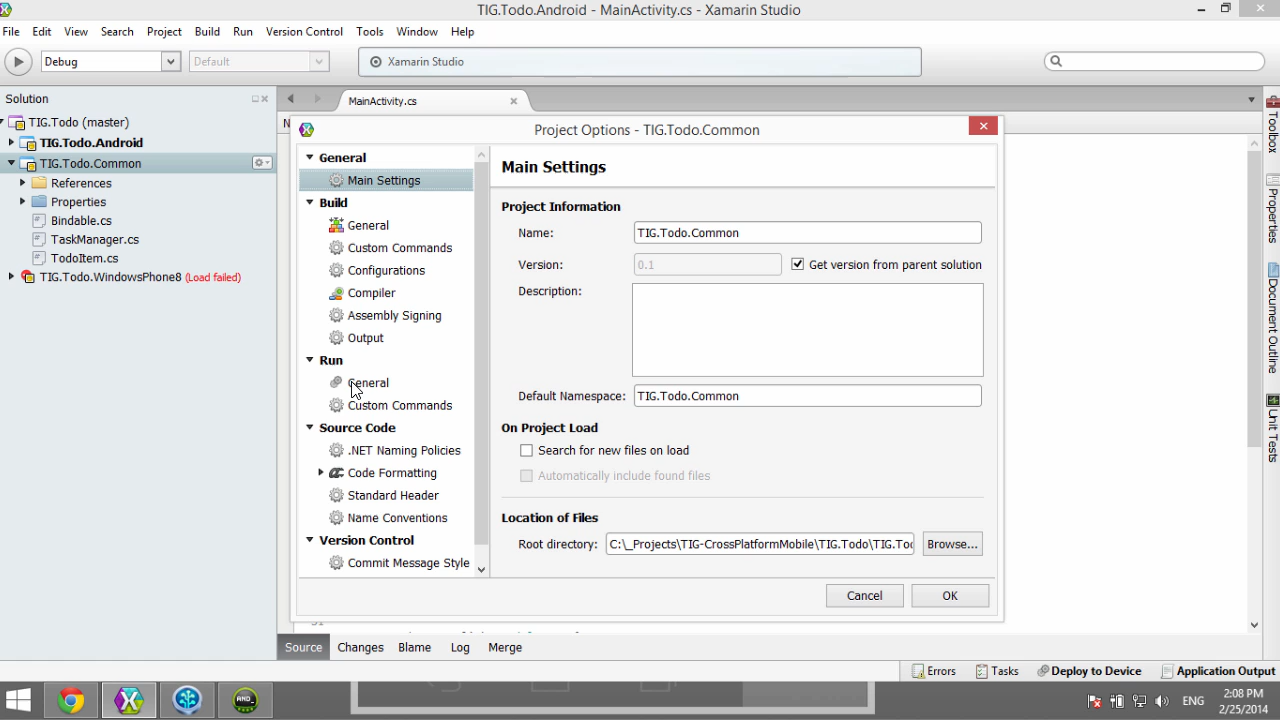 TIG.Todo.Android - MainActivity.cs - Xamarin Studio
File Edit View Search Project Build Run Version Control Tools Window Help
Debug Default Xamarin Studio
Solution
TIG.Todo (master)
TIG.Todo.Android
TIG.Todo.Common
References
Properties
Bindable.cs
TaskManager.cs
TodoItem.cs
TIG.Todo.WindowsPhone8 (Load failed)
MainActivity.cs
Project Options - TIG.Todo.Common
General
Main Settings
Build
General
Custom Commands
Configurations
Compiler
Assembly Signing
Output
Run
General
Custom Commands
Source Code
.NET Naming Policies
Code Formatting
Standard Header
Name Conventions
Version Control
Commit Message Style
Main Settings
Project Information
Name: TIG.Todo.Common
Version: 0.1 Get version from parent solution
Description:
Default Namespace: TIG.Todo.Common
On Project Load
Search for new files on load
Automatically include found files
Location of Files
Root directory: C:\_Projects\TIG-CrossPlatformMobile\TIG.Todo\TIG.Too Browse...
Cancel OK
Toolbox
Properties
Document Outline
Unit Tests
Source Changes Blame Log Merge
Errors Tasks Deploy to Device Application Output
AND_
ENG
2:08 PM
2/25/2014